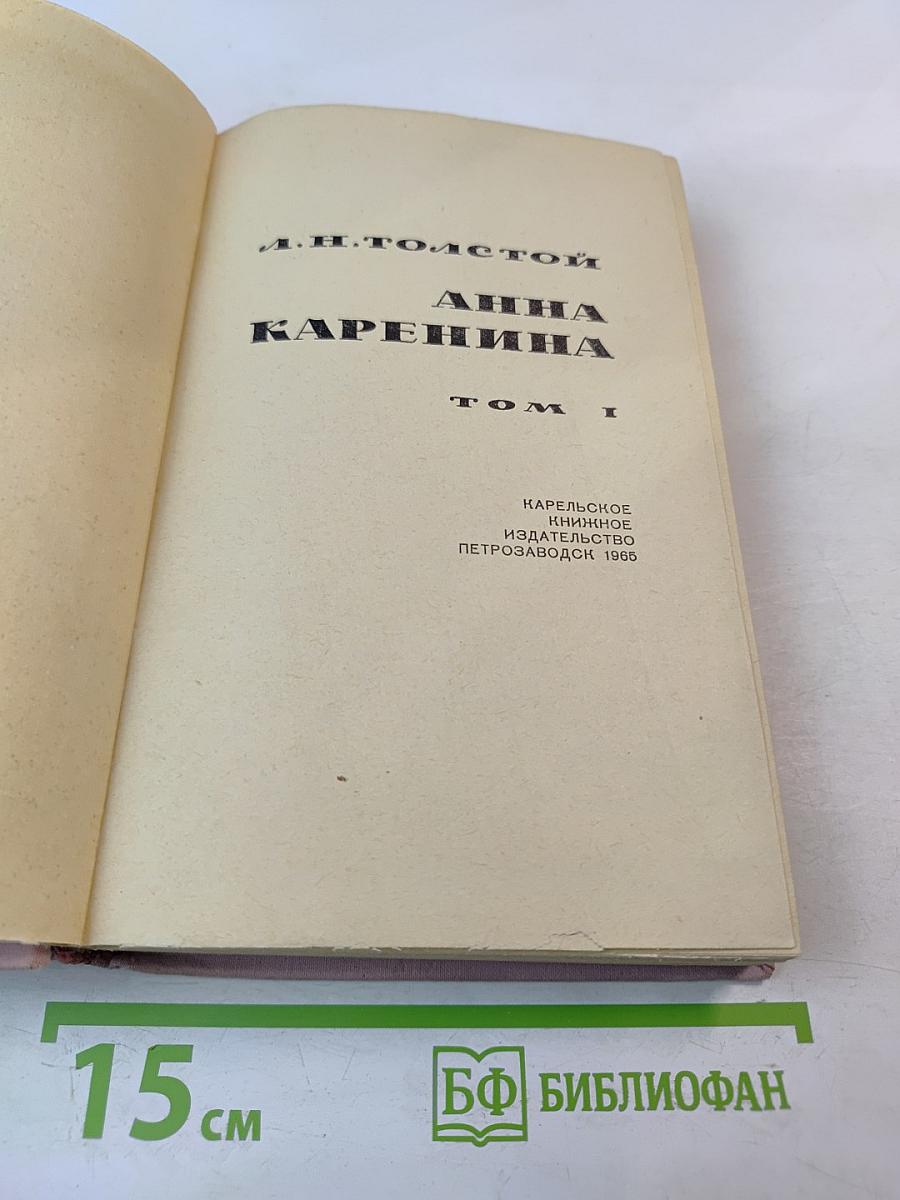 Л.Н.ТОЛСТОЙ
АННА
КАРЕНИНА
ТОМ I
КАРЕЛЬСКОЕ
КНИЖНОЕ
ИЗДАТЕЛЬСТВО
ПЕТРОЗАВОДСК 1965
15 см
БФ БИБЛИОФАН